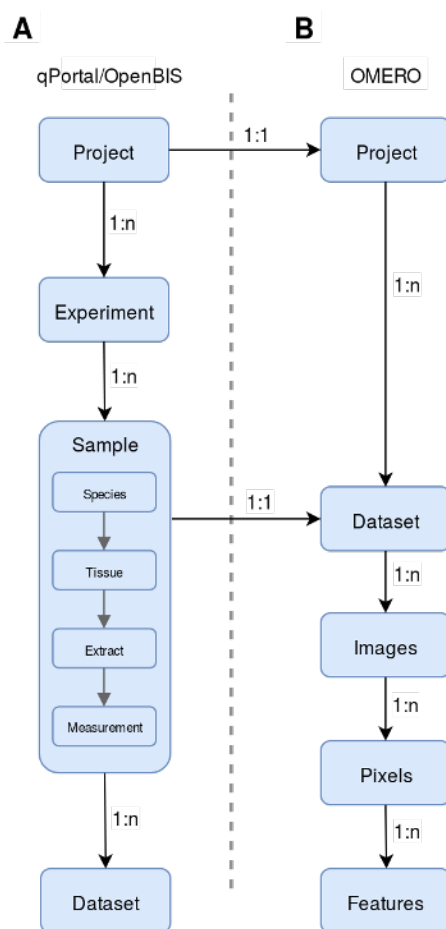 A
B
qPortal/OpenBIS
OMERO
Project
1:1
Project
1:n
1:n
Experiment
1:n
Sample
Species
Tissue
Extract
Measurement
1:1
Dataset
1:n
Images
1:n
Pixels
1:n
1:n
Dataset
Features